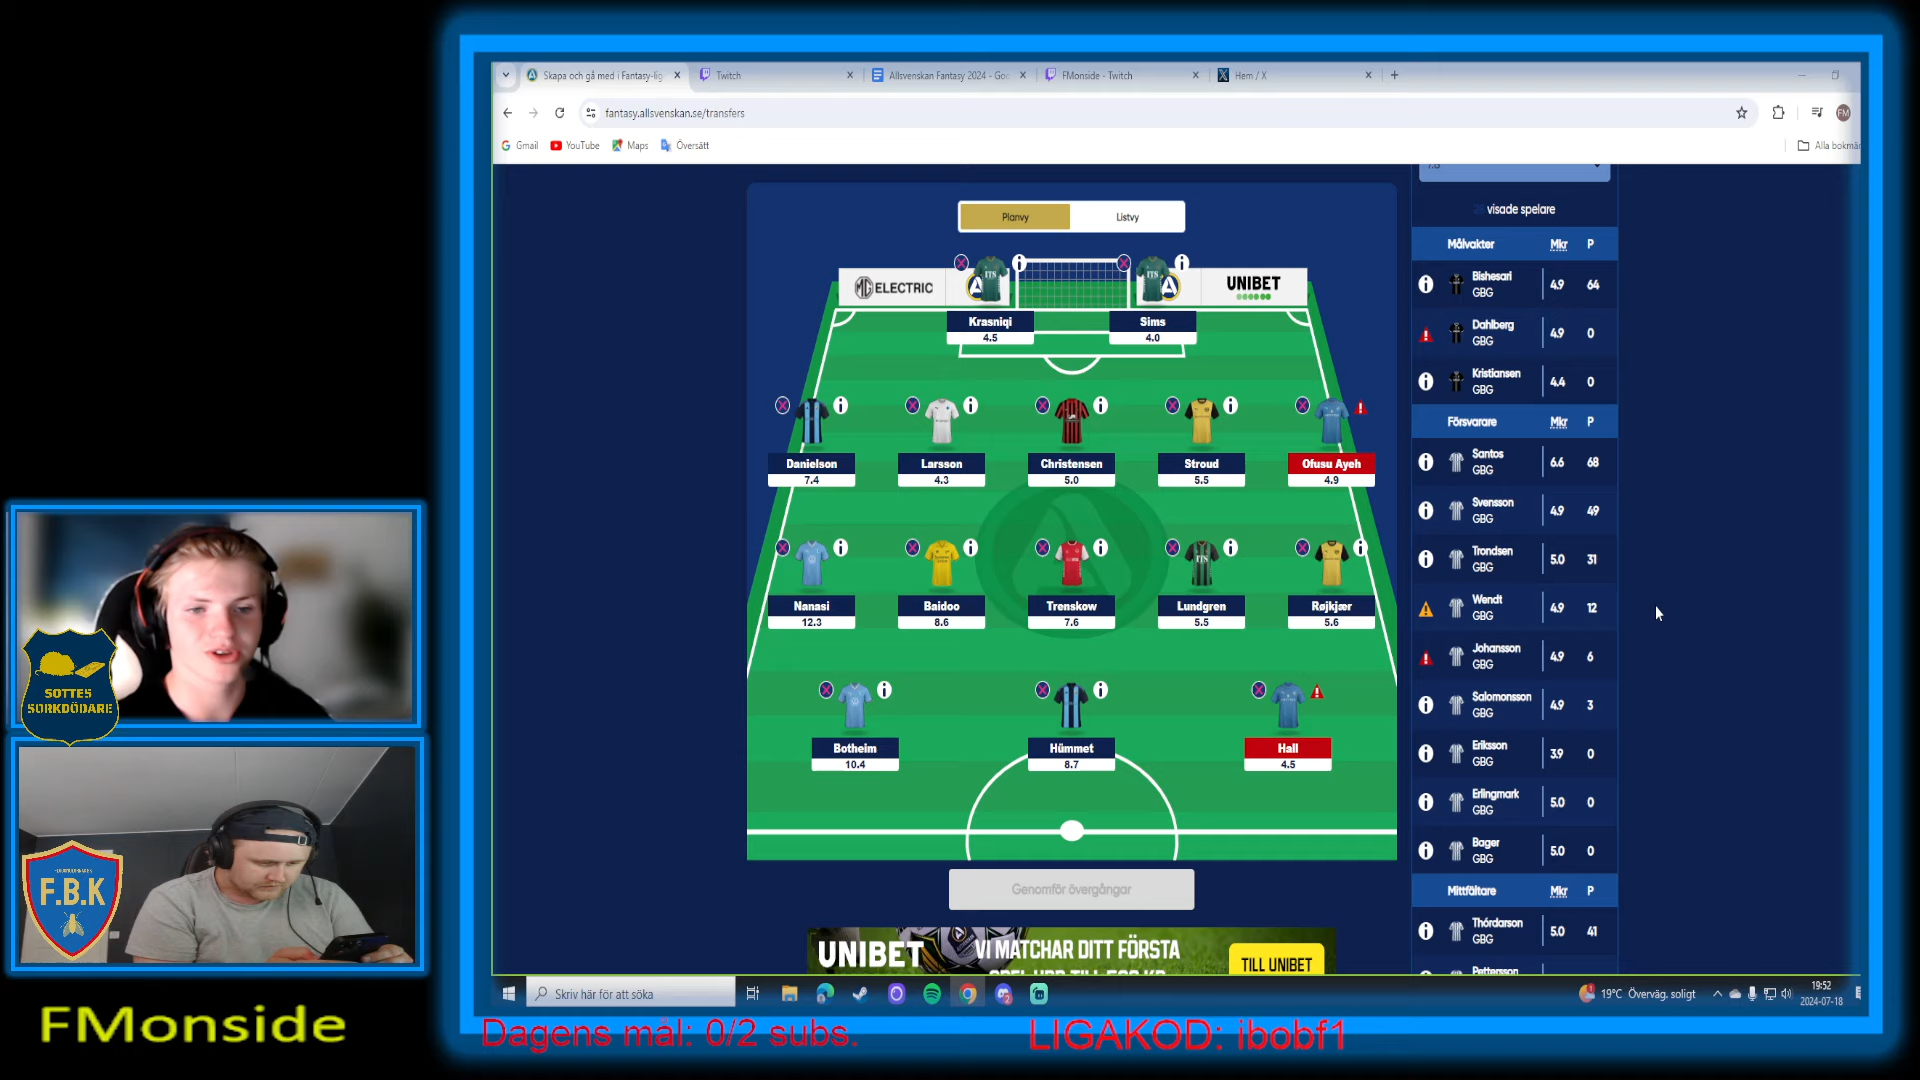 Skapa och gå med i Fantasy-lig
Twitch
Allsvenskan Fantasy 2024 - Goo
FMonside - Twitch
Hem / X
fantasy.allsvenskan.se/transfers
FM
Gmail
YouTube
Maps
Översätt
Alla bokmär
visade spelare
Planvy
Listvy
MG ELECTRIC
UNIBET
ITS
ITS
Krasniqi
4.5
Sims
4.0
Danielson
7.4
Larsson
4.3
Christensen
5.0
Stroud
5.5
Ofusu Ayeh
4.9
ITS
Nanasi
12.3
Baidoo
8.6
Trenskow
7.6
Lundgren
5.5
Røjkjær
5.6
Botheim
10.4
Hümmet
8.7
Hall
4.5
Genomför övergångar
UNIBET
VI MATCHAR DITT FÖRSTA
TILL UNIBET
Målvakter Mkr P
Bishesari GBG 4.9 64
Dahlberg GBG 4.9 0
Kristiansen GBG 4.4 0
Försvarare Mkr P
Santos GBG 6.6 68
Svensson GBG 4.9 49
Trondsen GBG 5.0 31
Wendt GBG 4.9 12
Johansson GBG 4.9 6
Salomonsson GBG 4.9 3
Eriksson GBG 3.9 0
Erlingmark GBG 5.0 0
Bager GBG 5.0 0
Mittfältare Mkr P
Thórdarson GBG 5.0 41
Pettersson
SOTTES
SORKDÖDARE
F.B.K
Skriv här för att söka
19°C Överväg. soligt
19:52
2024-07-18
FMonside
Dagens mål: 0/2 subs.
LIGAKOD: ibobf1